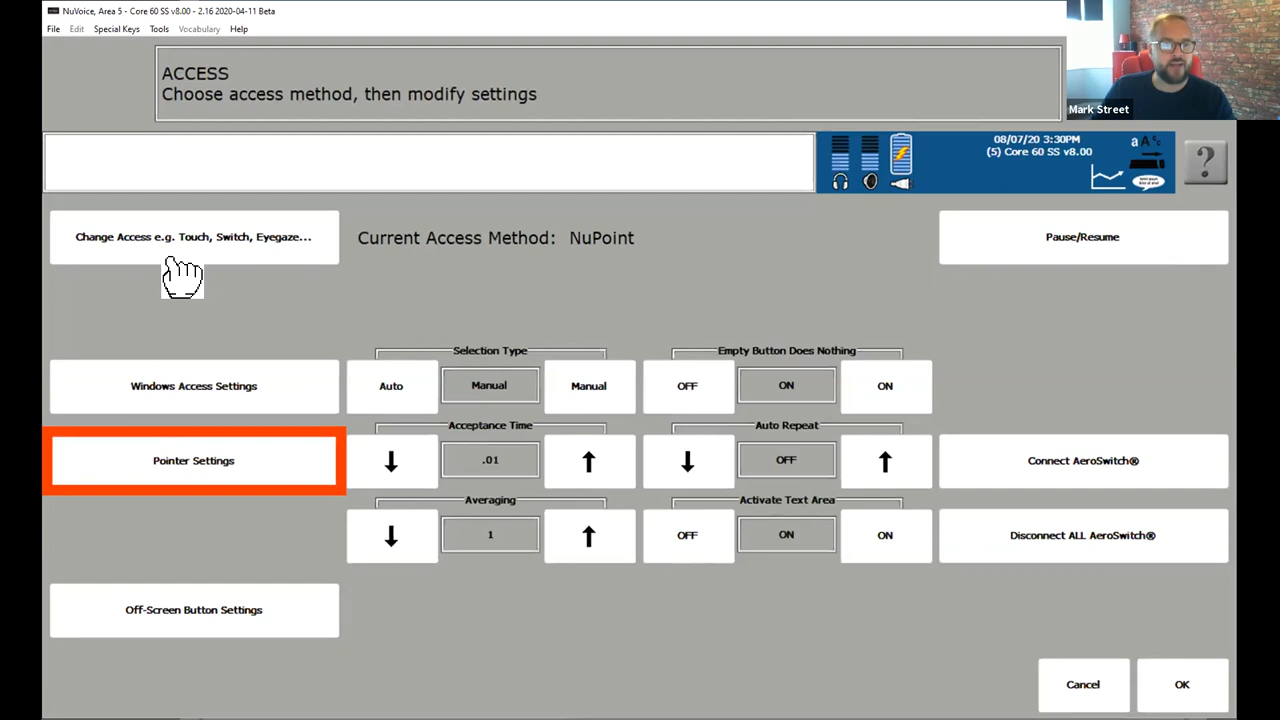 NuVoice, Area 5 - Core 60 SS v8.00 - 2.16 2020-04-11 Beta
File Edit Special Keys Tools Vocabulary Help
ACCESS
Choose access method, then modify settings
Mark Street
08/07/20 3:30PM
(5) Core 60 SS v8.00
a A c
?
Change Access e.g. Touch, Switch, Eyegaze...
Current Access Method: NuPoint
Pause/Resume
Selection Type
Empty Button Does Nothing
Windows Access Settings
Auto
Manual
Manual
OFF
ON
ON
Acceptance Time
Auto Repeat
Pointer Settings
↓
.01
↑
↓
OFF
↑
Connect AeroSwitch®
Averaging
Activate Text Area
↓
1
↑
OFF
ON
ON
Disconnect ALL AeroSwitch®
Off-Screen Button Settings
Cancel
OK